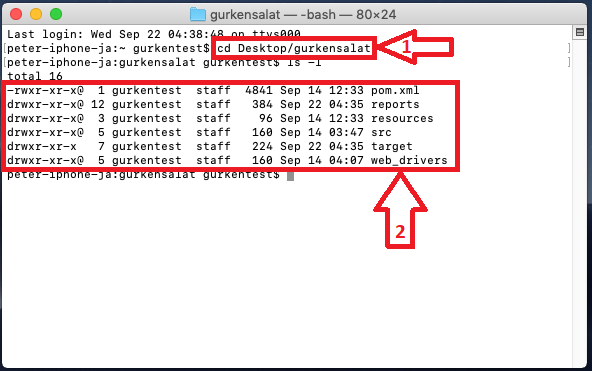 gurkensalat — -bash — 80×24
Last login: Wed Sep 22 04:38:48 on ttys000
[peter-iphone-ja:~ gurkentest$ cd Desktop/gurkensalat ]
1
[peter-iphone-ja:gurkensalat gurkentest$ ls -l ]
total 16
-rwxr-xr-x@ 1 gurkentest staff 4841 Sep 14 12:33 pom.xml
drwxr-xr-x@ 12 gurkentest staff 384 Sep 22 04:35 reports
drwxr-xr-x@ 3 gurkentest staff 96 Sep 14 12:33 resources
drwxr-xr-x@ 5 gurkentest staff 160 Sep 14 03:47 src
drwxr-xr-x 7 gurkentest staff 224 Sep 22 04:35 target
drwxr-xr-x@ 5 gurkentest staff 160 Sep 14 04:07 web_drivers
peter-iphone-ja:gurkensalat gurkentest$
2